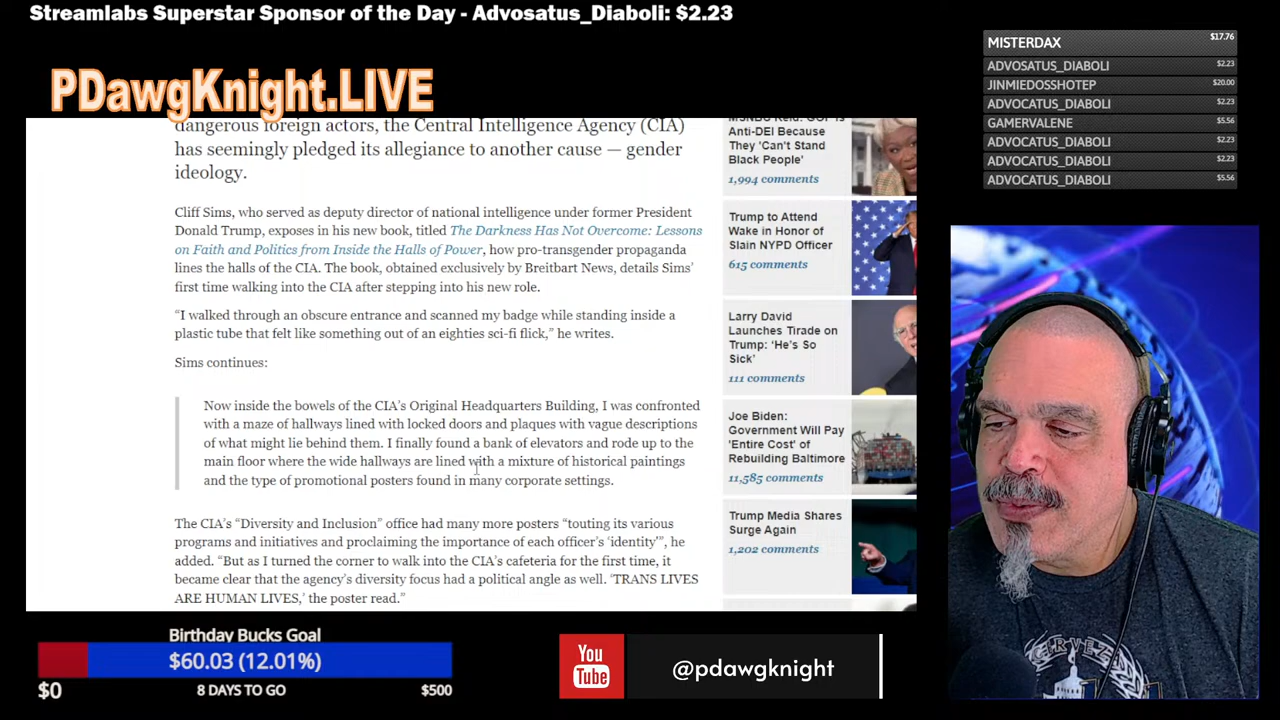 Streamlabs Superstar Sponsor of the Day - Advosatus_Diaboli: $2.23
PDawgKnight.LIVE
MISTERDAX $17.76
ADVOSATUS_DIABOLI $2.23
JINMIEDOSSHOTEP $20.00
ADVOCATUS_DIABOLI $2.23
GAMERVALENE $5.56
ADVOCATUS_DIABOLI $2.23
ADVOCATUS_DIABOLI $2.23
ADVOCATUS_DIABOLI $5.56
dangerous foreign actors, the Central Intelligence Agency (CIA)
has seemingly pledged its allegiance to another cause — gender
ideology.
Cliff Sims, who served as deputy director of national intelligence under former President
Donald Trump, exposes in his new book, titled The Darkness Has Not Overcome: Lessons
on Faith and Politics from Inside the Halls of Power, how pro-transgender propaganda
lines the halls of the CIA. The book, obtained exclusively by Breitbart News, details Sims’
first time walking into the CIA after stepping into his new role.
“I walked through an obscure entrance and scanned my badge while standing inside a
plastic tube that felt like something out of an eighties sci-fi flick,” he writes.
Sims continues:
Now inside the bowels of the CIA’s Original Headquarters Building, I was confronted
with a maze of hallways lined with locked doors and plaques with vague descriptions
of what might lie behind them. I finally found a bank of elevators and rode up to the
main floor where the wide hallways are lined with a mixture of historical paintings
and the type of promotional posters found in many corporate settings.
The CIA’s “Diversity and Inclusion” office had many more posters “touting its various
programs and initiatives and proclaiming the importance of each officer’s ‘identity’”, he
added. “But as I turned the corner to walk into the CIA’s cafeteria for the first time, it
became clear that the agency’s diversity focus had a political angle as well. ‘TRANS LIVES
ARE HUMAN LIVES,’ the poster read.”
MSNBC Reid: GOP Is
Anti-DEI Because
They 'Can't Stand
Black People'
1,994 comments
Trump to Attend
Wake in Honor of
Slain NYPD Officer
615 comments
Larry David
Launches Tirade on
Trump: ‘He’s So
Sick’
111 comments
Joe Biden:
Government Will Pay
'Entire Cost' of
Rebuilding Baltimore
11,585 comments
Trump Media Shares
Surge Again
1,202 comments
Birthday Bucks Goal
$60.03 (12.01%)
$0 8 DAYS TO GO $500
You
Tube
@pdawgknight